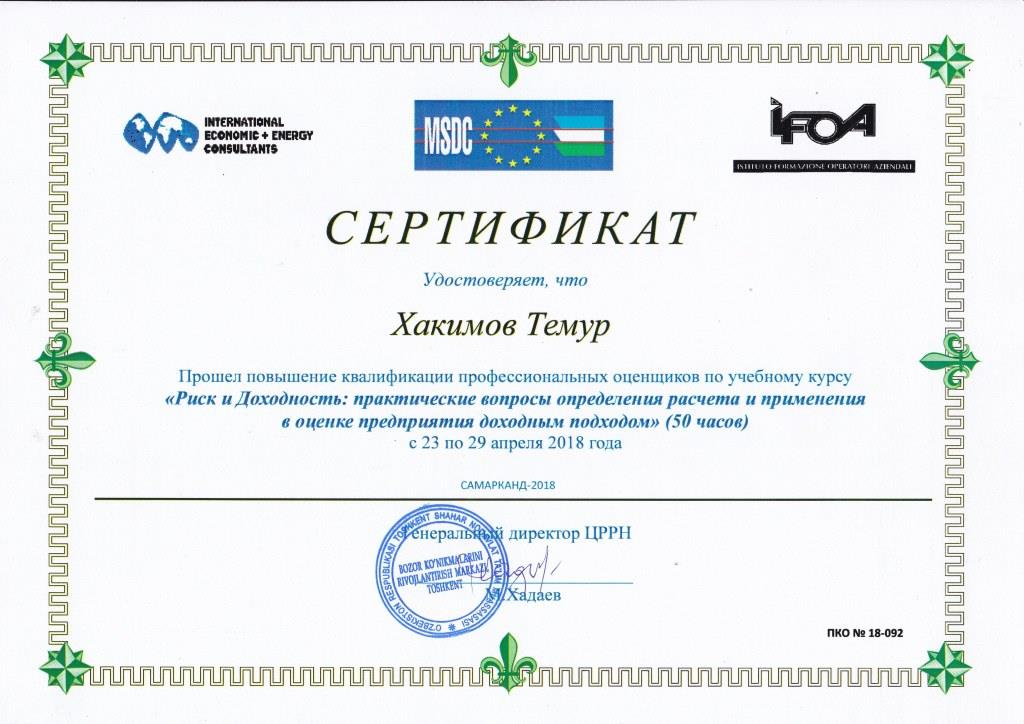 INTERNATIONAL
ECONOMIC + ENERGY
CONSULTANTS
MSDC
IFOA
ISTITUTO FORMAZIONE OPERATORI AZIENDALI
СЕРТИФИКАТ
Удостоверяет, что
Хакимов Темур
Прошел повышение квалификации профессиональных оценщиков по учебному курсу
«Риск и Доходность: практические вопросы определения расчета и применения
в оценке предприятия доходным подходом» (50 часов)
с 23 по 29 апреля 2018 года
САМАРКАНД-2018
Генеральный директор ЦРРН
O'ZBEKISTON RESPUBLIKASI TOSHKENT SHAHAR NODAVLAT TA'LIM MUASSASASI
BOZOR KO'NIKMALARINI
RIVOJLANTIRISH MARKAZI
TOSHKENT
Хадаев
ПКО № 18-092